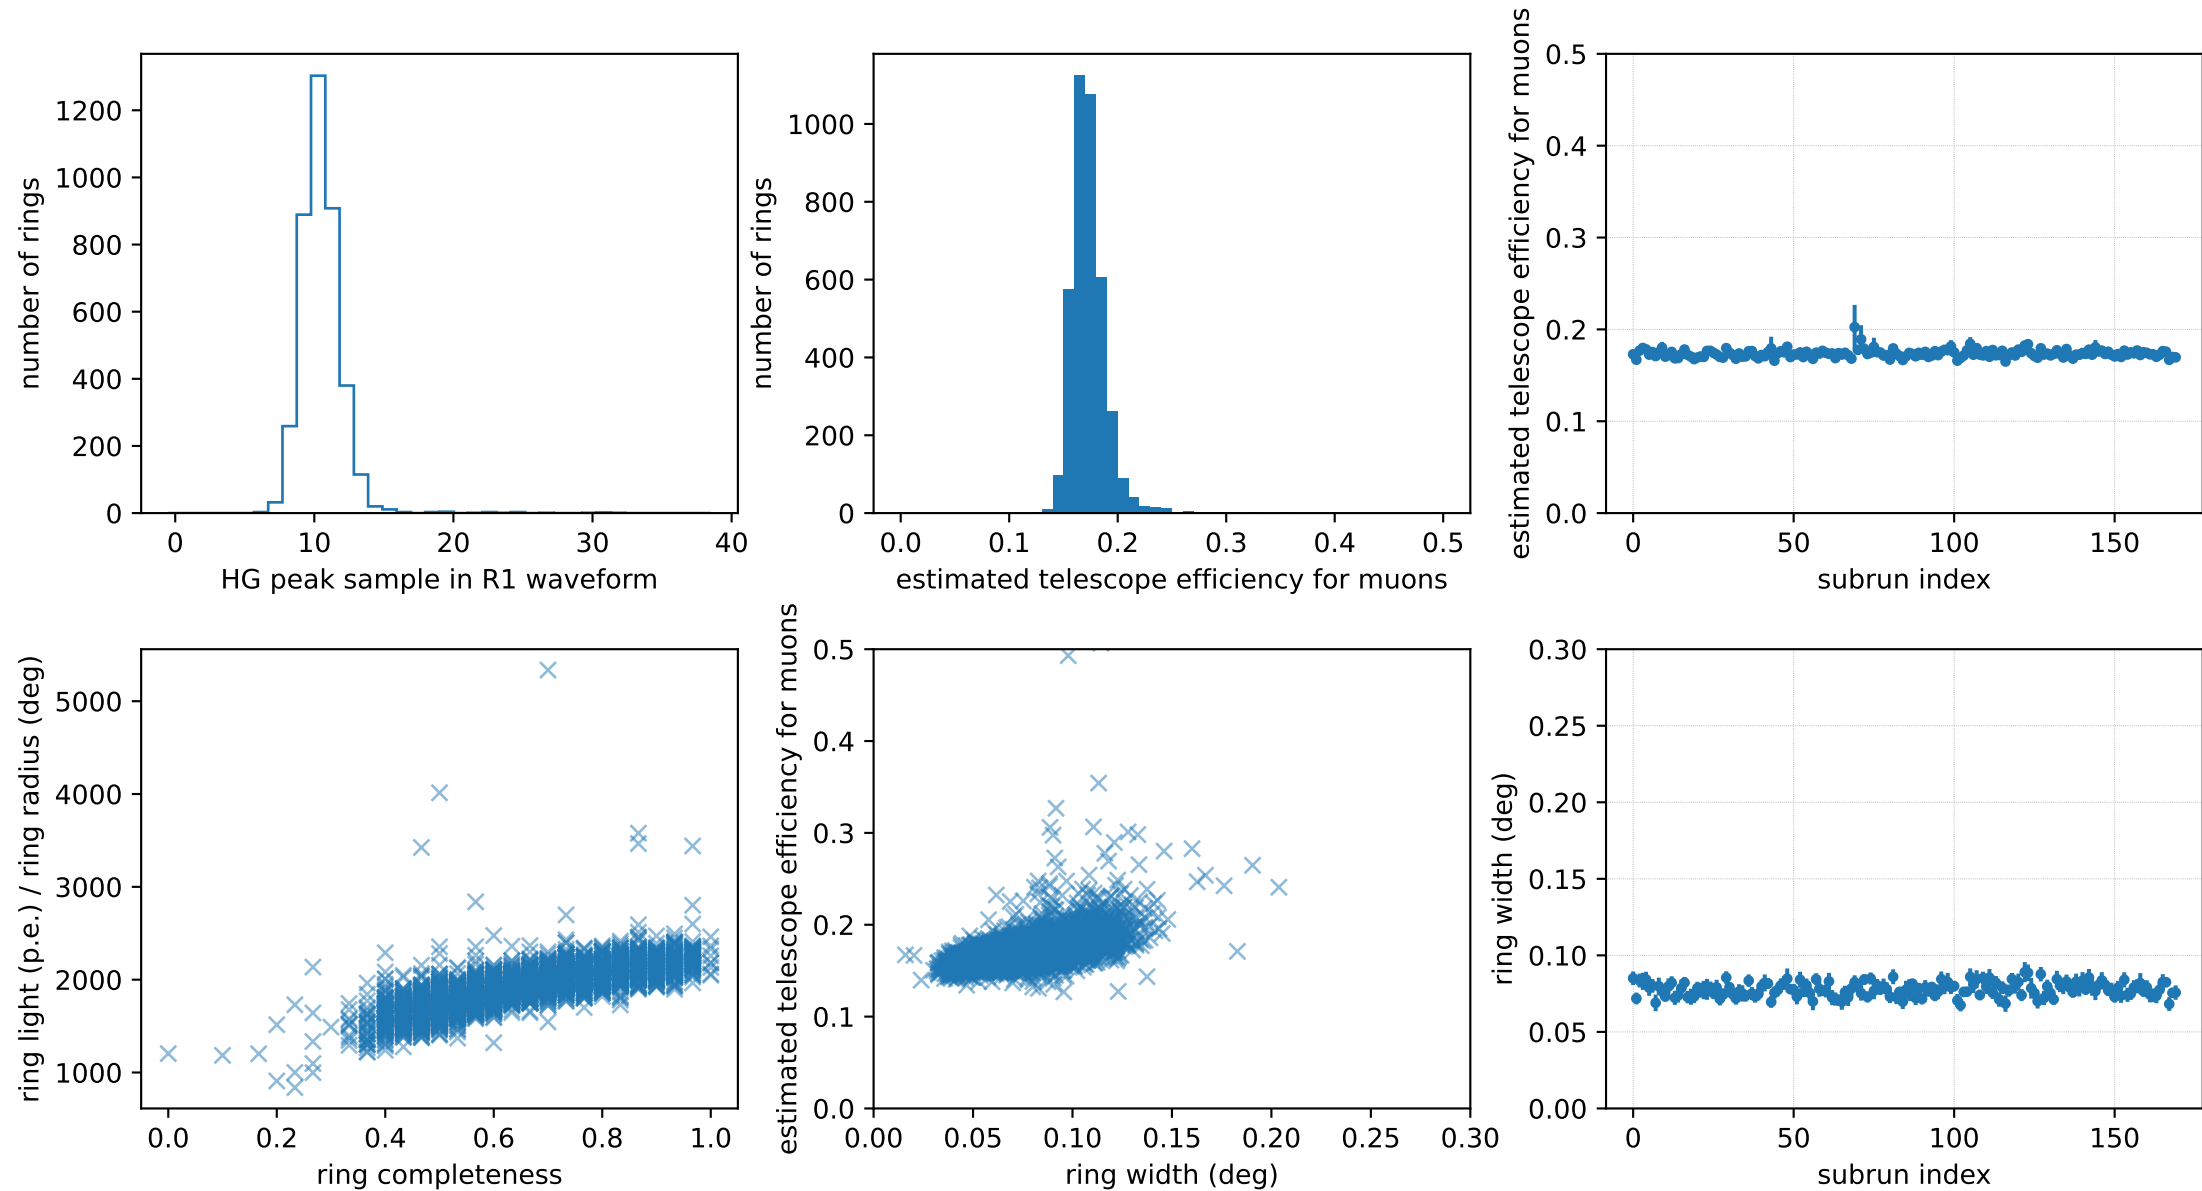 number of rings
1200
1000
800
600
400
200
0
0 10 20 30 40
HG peak sample in R1 waveform
number of rings
1000
800
600
400
200
0
0.0 0.1 0.2 0.3 0.4 0.5
estimated telescope efficiency for muons
estimated telescope efficiency for muons
0.5
0.4
0.3
0.2
0.1
0.0
0 50 100 150
subrun index
ring light (p.e.) / ring radius (deg)
5000
4000
3000
2000
1000
0.0 0.2 0.4 0.6 0.8 1.0
ring completeness
estimated telescope efficiency for muons
0.5
0.4
0.3
0.2
0.1
0.0
0.00 0.05 0.10 0.15 0.20 0.25 0.30
ring width (deg)
ring width (deg)
0.30
0.25
0.20
0.15
0.10
0.05
0.00
0 50 100 150
subrun index